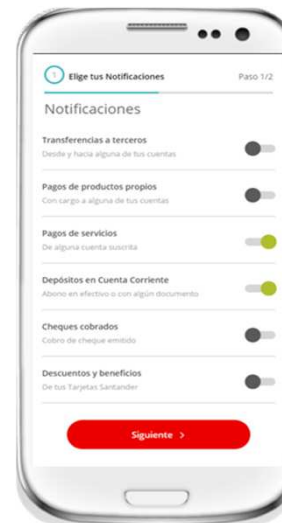 1 Elige tus Notificaciones Paso 1/2
Notificaciones
Transferencias a terceros
Desde y hacia alguna de tus cuentas
Pagos de productos propios
Con cargo a alguna de tus cuentas
Pagos de servicios
De alguna cuenta suscrita
Depósitos en Cuenta Corriente
Abono en efectivo o con algún documento
Cheques cobrados
Cobro de cheque emitido
Descuentos y beneficios
De tus Tarjetas Santander
Siguiente >